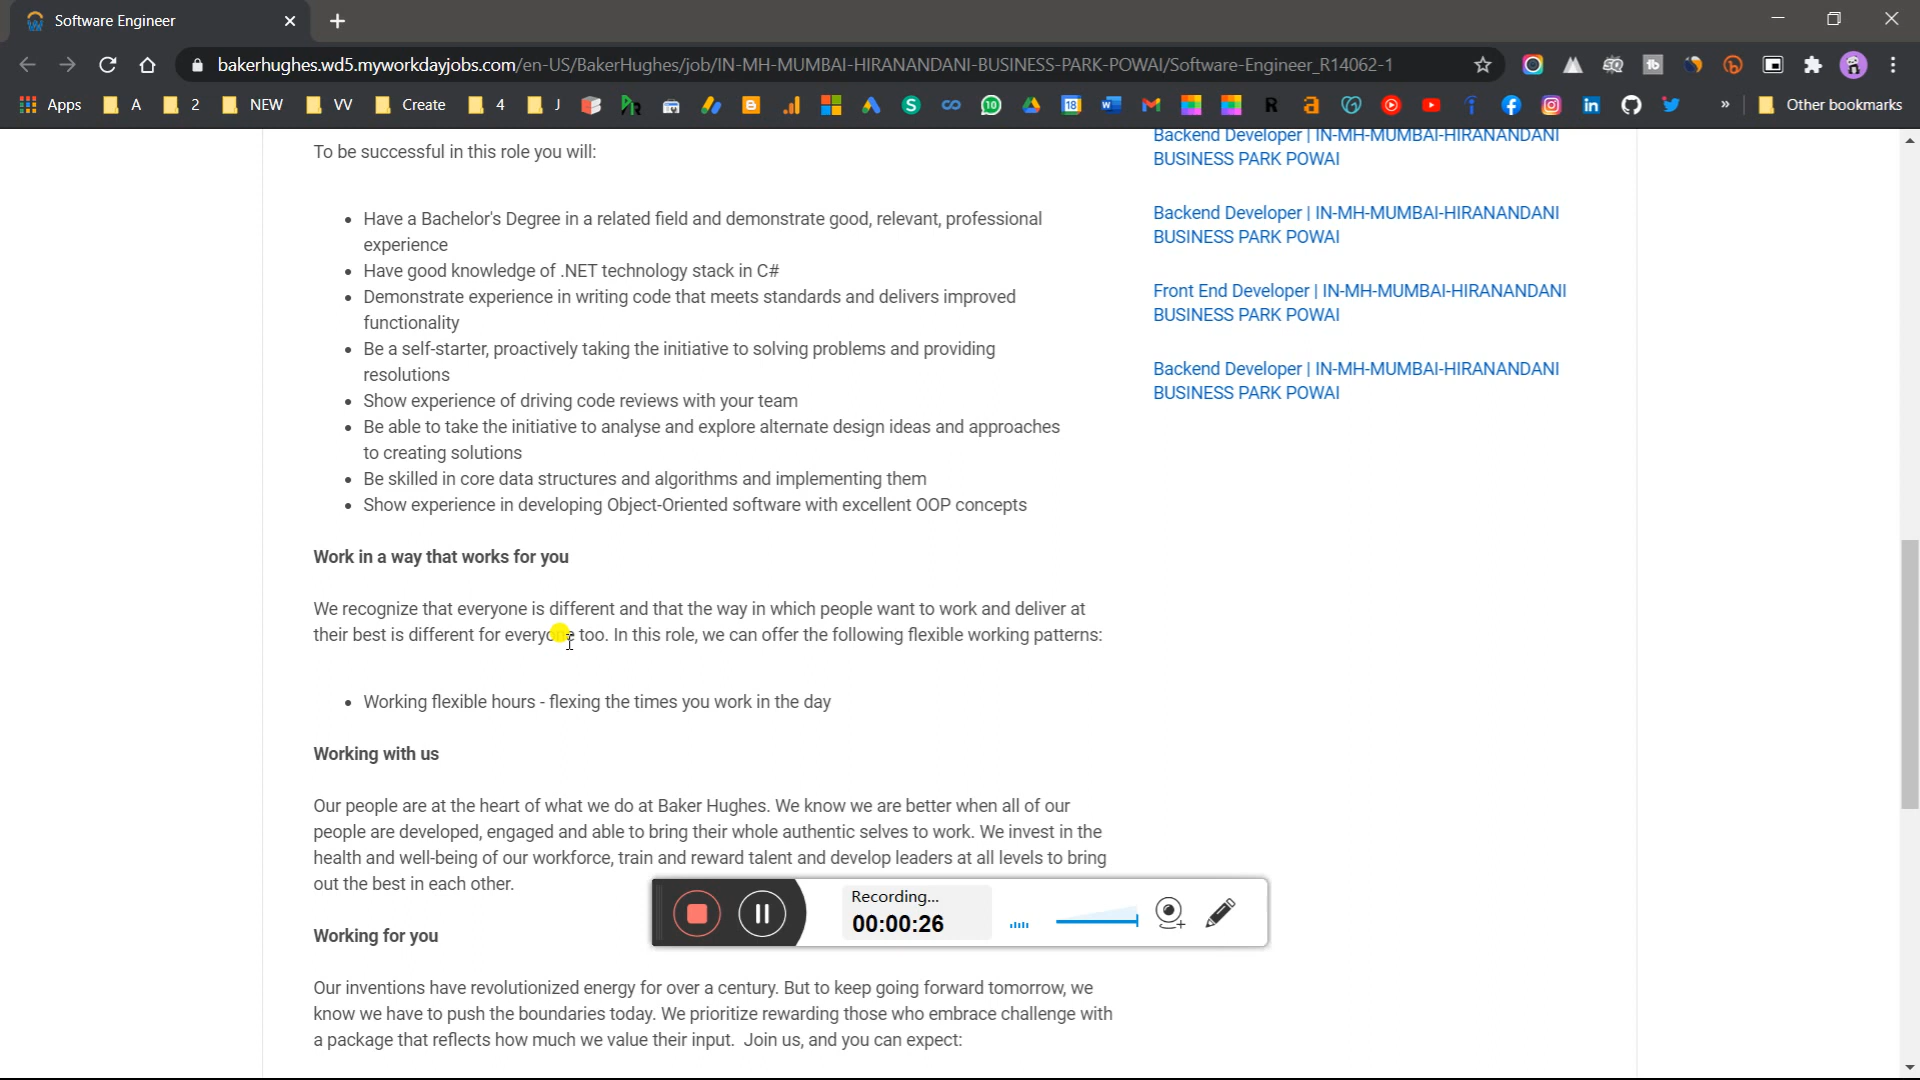 Software Engineer
bakerhughes.wd5.myworkdayjobs.com/en-US/BakerHughes/job/IN-MH-MUMBAI-HIRANANDANI-BUSINESS-PARK-POWAI/Software-Engineer_R14062-1
Apps A 2 NEW VV Create 4 J » Other bookmarks
To be successful in this role you will:
• Have a Bachelor's Degree in a related field and demonstrate good, relevant, professional
experience
• Have good knowledge of .NET technology stack in C#
• Demonstrate experience in writing code that meets standards and delivers improved
functionality
• Be a self-starter, proactively taking the initiative to solving problems and providing
resolutions
• Show experience of driving code reviews with your team
• Be able to take the initiative to analyse and explore alternate design ideas and approaches
to creating solutions
• Be skilled in core data structures and algorithms and implementing them
• Show experience in developing Object-Oriented software with excellent OOP concepts
Work in a way that works for you
We recognize that everyone is different and that the way in which people want to work and deliver at
their best is different for everyone too. In this role, we can offer the following flexible working patterns:
• Working flexible hours - flexing the times you work in the day
Working with us
Our people are at the heart of what we do at Baker Hughes. We know we are better when all of our
people are developed, engaged and able to bring their whole authentic selves to work. We invest in the
health and well-being of our workforce, train and reward talent and develop leaders at all levels to bring
out the best in each other.
Working for you
Our inventions have revolutionized energy for over a century. But to keep going forward tomorrow, we
know we have to push the boundaries today. We prioritize rewarding those who embrace challenge with
a package that reflects how much we value their input. Join us, and you can expect:
Backend Developer | IN-MH-MUMBAI-HIRANANDANI
BUSINESS PARK POWAI
Backend Developer | IN-MH-MUMBAI-HIRANANDANI
BUSINESS PARK POWAI
Front End Developer | IN-MH-MUMBAI-HIRANANDANI
BUSINESS PARK POWAI
Backend Developer | IN-MH-MUMBAI-HIRANANDANI
BUSINESS PARK POWAI
Recording...
00:00:26